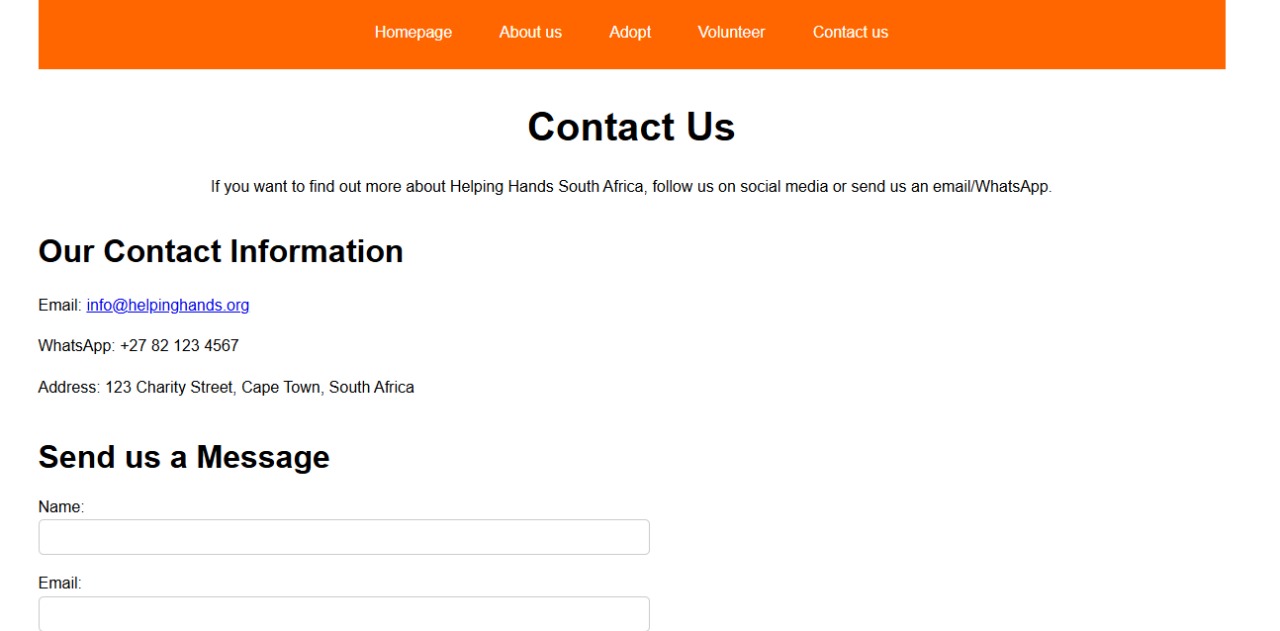 Homepage About us Adopt Volunteer Contact us
Contact Us
If you want to find out more about Helping Hands South Africa, follow us on social media or send us an email/WhatsApp.
Our Contact Information
Email: info@helpinghands.org
WhatsApp: +27 82 123 4567
Address: 123 Charity Street, Cape Town, South Africa
Send us a Message
Name:
Email: